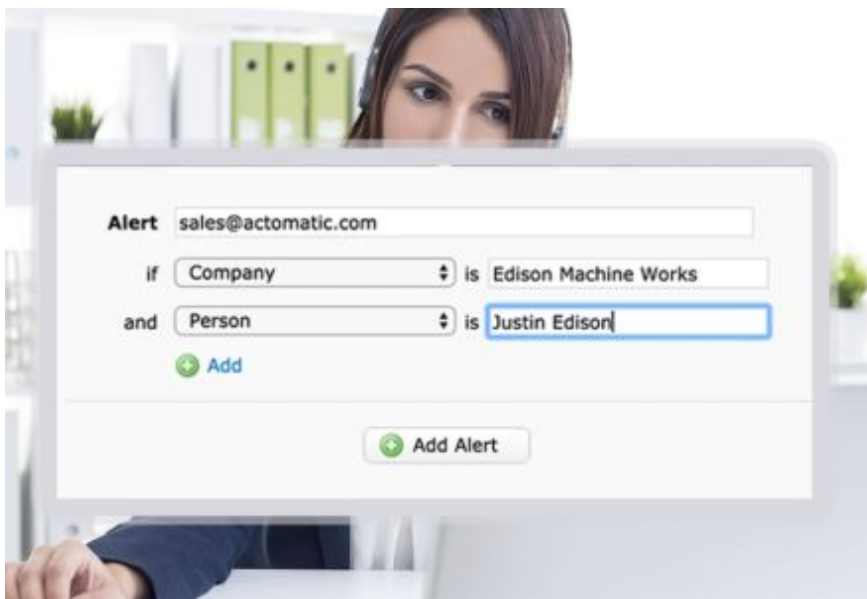 Alert sales@actomatic.com
if Company is Edison Machine Works
and Person is Justin Edison
Add
Add Alert